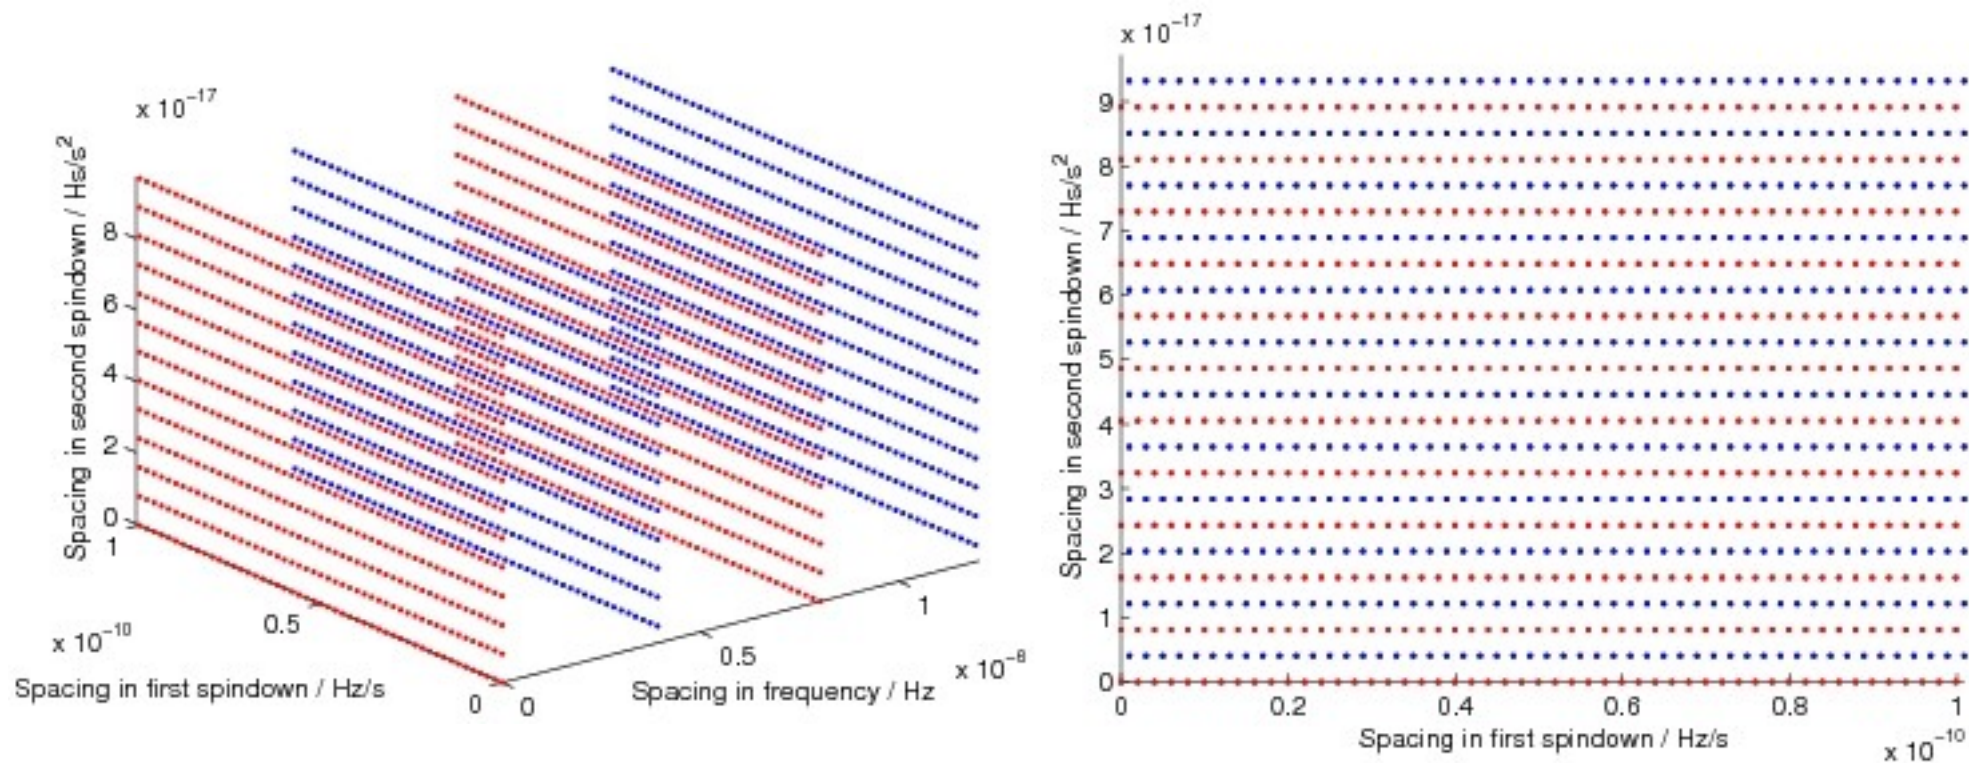 x 10⁻¹⁷
Spacing in second spindown / Hs/s²
8
6
4
2
0
1
0.5
0
x 10⁻¹⁰
Spacing in first spindown / Hz/s
0
0.5
1
x 10⁻⁸
Spacing in frequency / Hz
x 10⁻¹⁷
Spacing in second spindown / Hs/s²
9
8
7
6
5
4
3
2
1
0
0
0.2
0.4
0.6
0.8
1
Spacing in first spindown / Hz/s
x 10⁻¹⁰